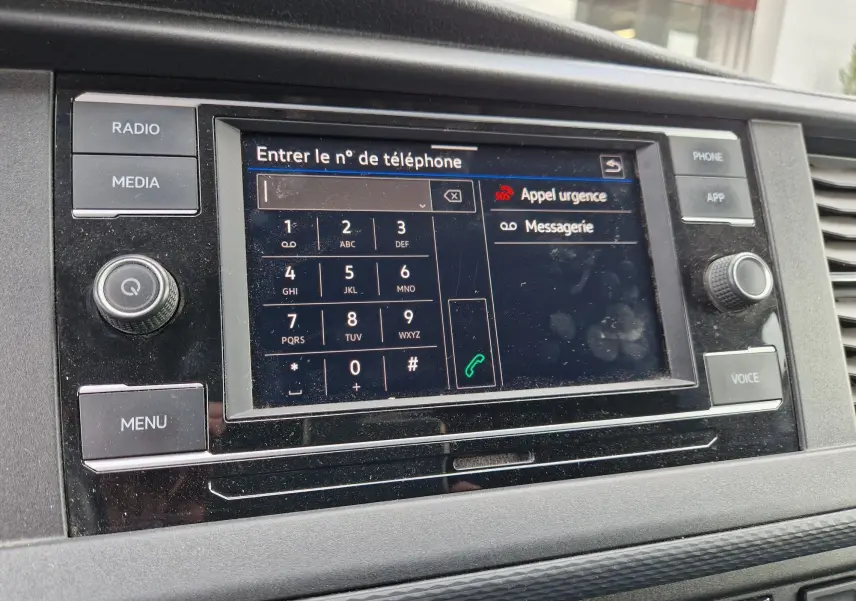 RADIO
MEDIA
MENU
Entrer le n° de téléphone
1 2 3
ABC DEF
4 5 6
GHI JKL MNO
7 8 9
PQRS TUV WXYZ
* 0 #
+
SOS Appel urgence
Messagerie
PHONE
APP
VOICE